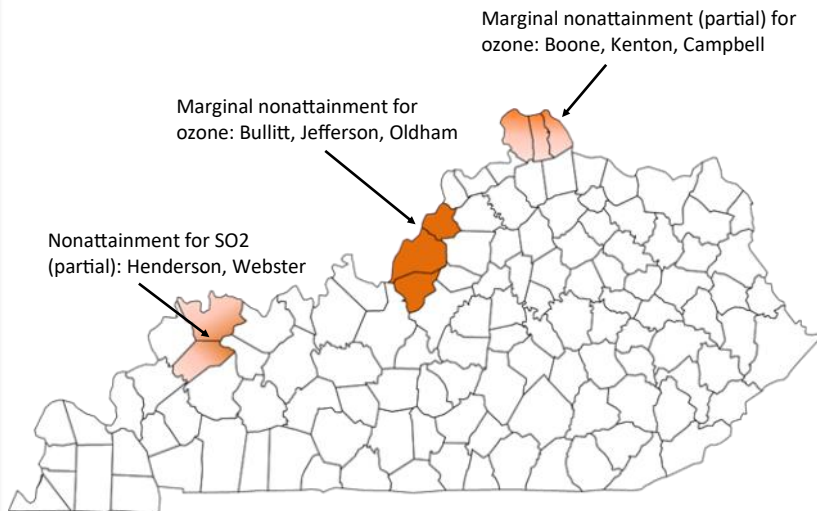 Marginal nonattainment (partial) for
ozone: Boone, Kenton, Campbell
Marginal nonattainment for
ozone: Bullitt, Jefferson, Oldham
Nonattainment for SO2
(partial): Henderson, Webster